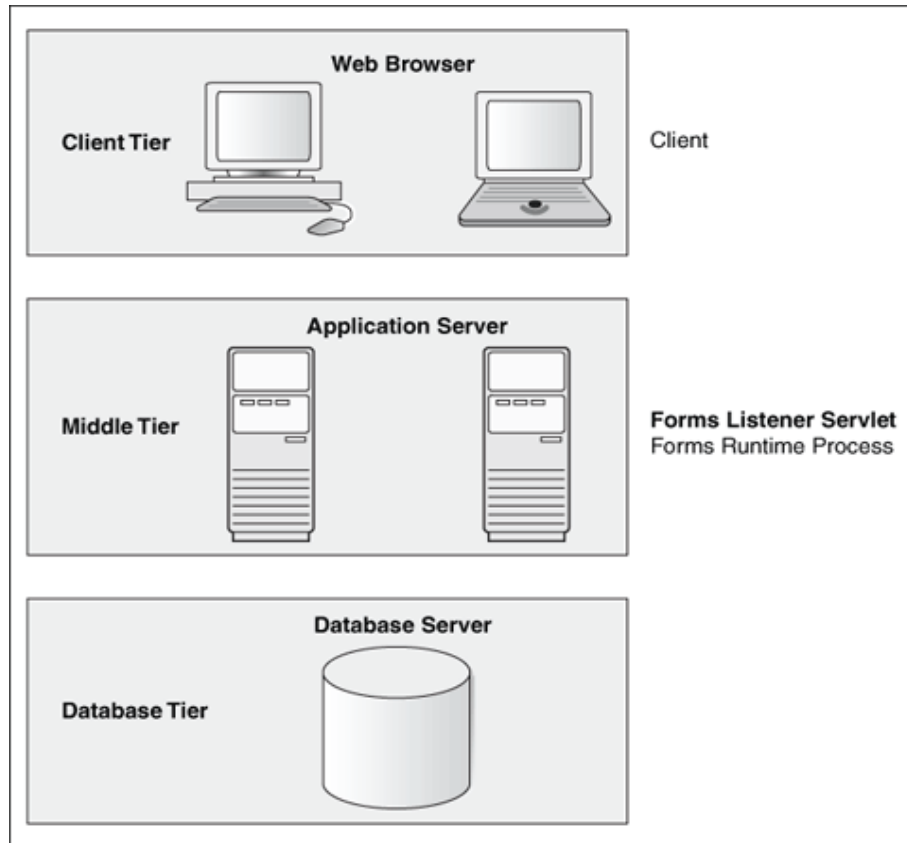 Web Browser
Client Tier
Client
Application Server
Middle Tier
Forms Listener Servlet
Forms Runtime Process
Database Server
Database Tier